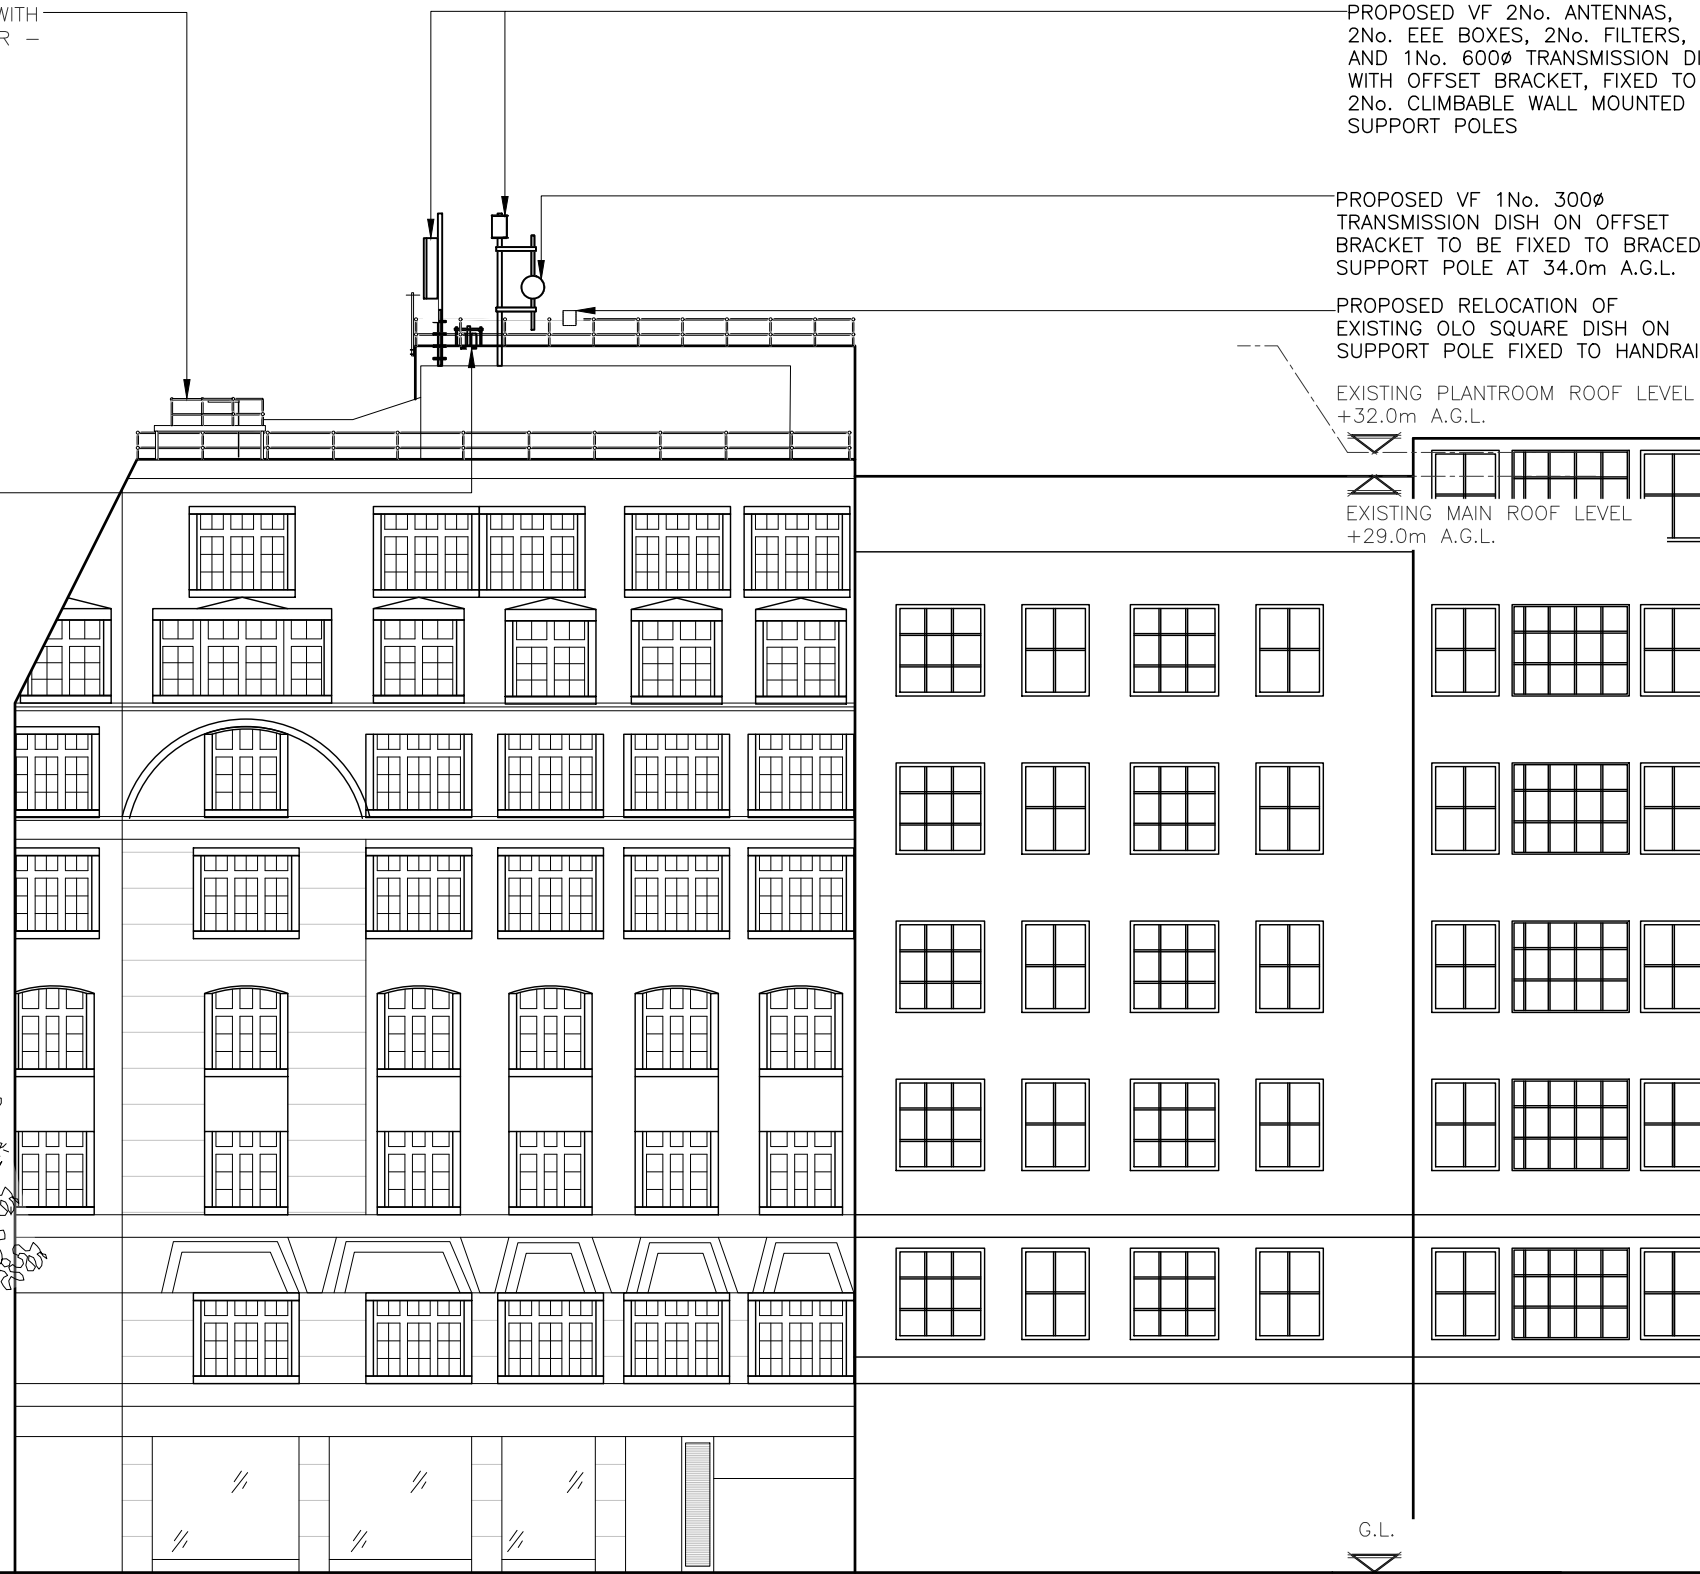 WITH
R –
PROPOSED VF 2No. ANTENNAS,
2No. EEE BOXES, 2No. FILTERS,
AND 1No. 600ø TRANSMISSION
WITH OFFSET BRACKET, FIXED TO
2No. CLIMBABLE WALL MOUNTED
SUPPORT POLES
PROPOSED VF 1No. 300ø
TRANSMISSION DISH ON OFFSET
BRACKET TO BE FIXED TO BRACED
SUPPORT POLE AT 34.0m A.G.L.
PROPOSED RELOCATION OF
EXISTING OLO SQUARE DISH ON
SUPPORT POLE FIXED TO HANDRAI
EXISTING PLANTROOM ROOF LEVEL
+32.0m A.G.L.
EXISTING MAIN ROOF LEVEL
+29.0m A.G.L.
G.L.